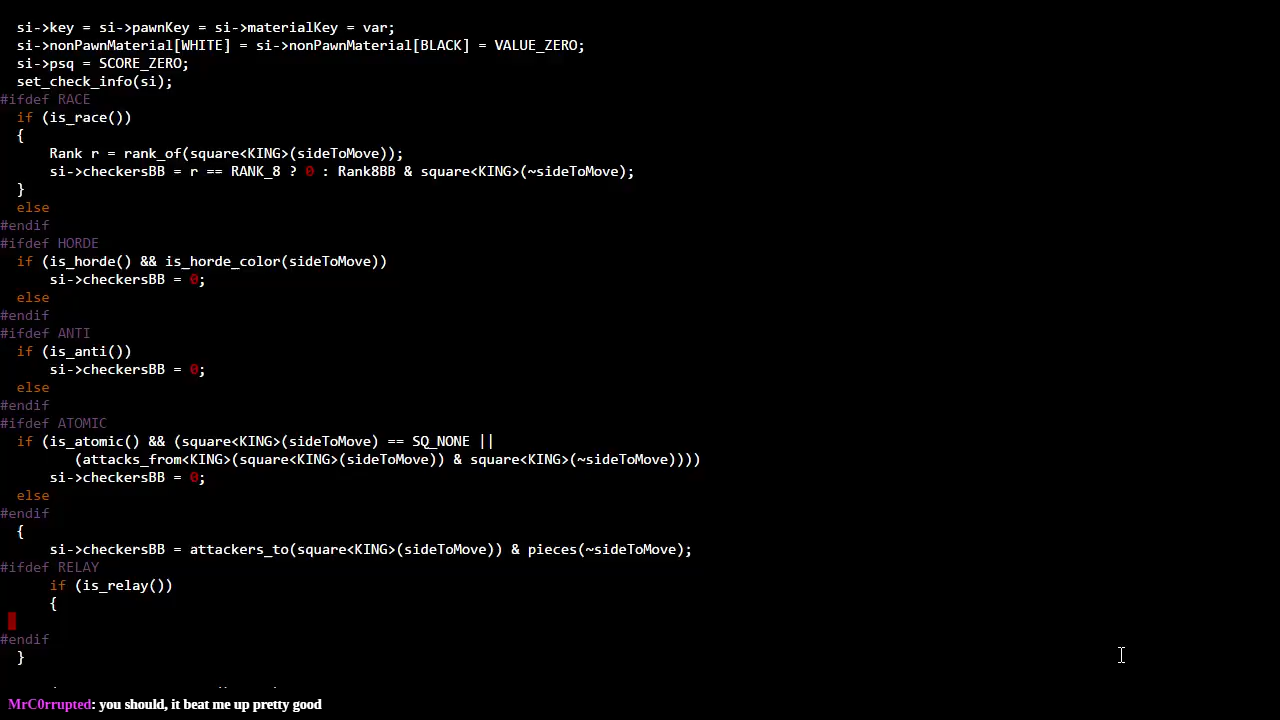 si->key = si->pawnKey = si->materialKey = var;
si->nonPawnMaterial[WHITE] = si->nonPawnMaterial[BLACK] = VALUE_ZERO;
si->psq = SCORE_ZERO;
set_check_info(si);
#ifdef RACE
if (is_race())
{
Rank r = rank_of(square<KING>(sideToMove));
si->checkersBB = r == RANK_8 ? 0 : Rank8BB & square<KING>(~sideToMove);
}
else
#endif
#ifdef HORDE
if (is_horde() && is_horde_color(sideToMove))
si->checkersBB = 0;
else
#endif
#ifdef ANTI
if (is_anti())
si->checkersBB = 0;
else
#endif
#ifdef ATOMIC
if (is_atomic() && (square<KING>(sideToMove) == SQ_NONE ||
(attacks_from<KING>(square<KING>(sideToMove)) & square<KING>(~sideToMove))))
si->checkersBB = 0;
else
#endif
{
si->checkersBB = attackers_to(square<KING>(sideToMove)) & pieces(~sideToMove);
#ifdef RELAY
if (is_relay())
{
#endif
}
MrC0rrupted: you should, it beat me up pretty good